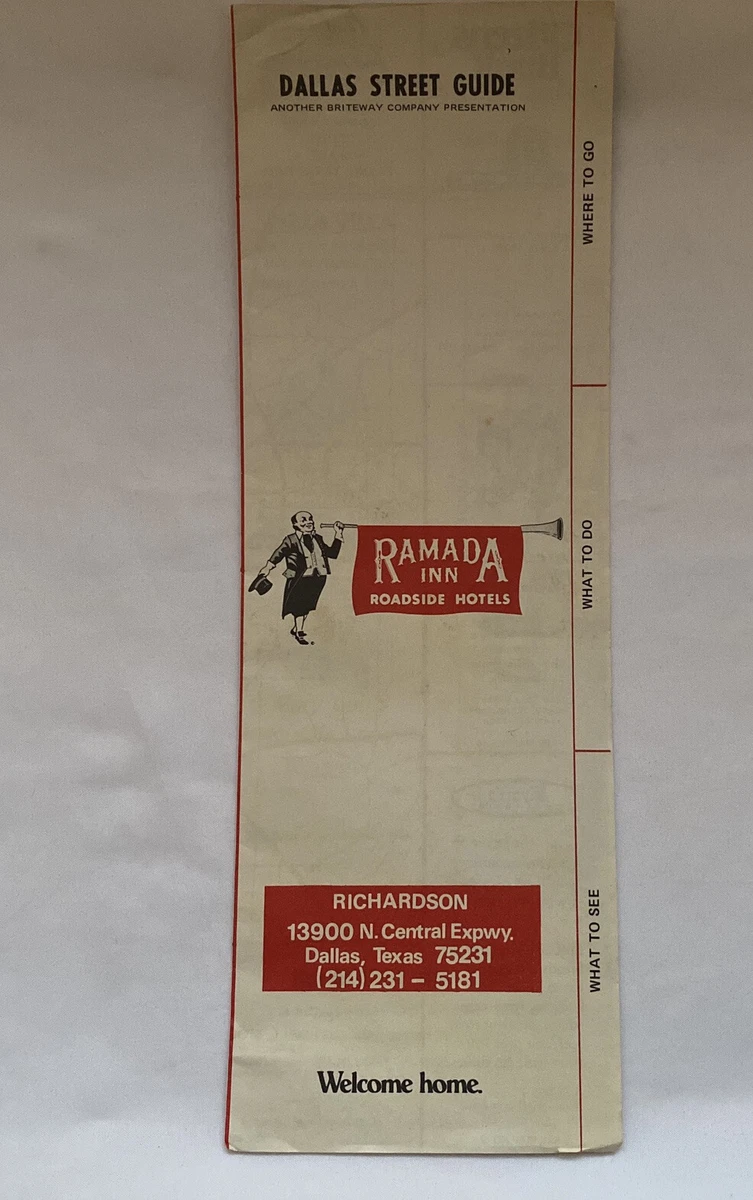 DALLAS STREET GUIDE
ANOTHER BRITEWAY COMPANY PRESENTATION
WHERE TO GO
RAMADA
INN
ROADSIDE HOTELS
WHAT TO DO
RICHARDSON
13900 N. Central Expwy.
Dallas, Texas 75231
(214) 231 – 5181
WHAT TO SEE
Welcome home.